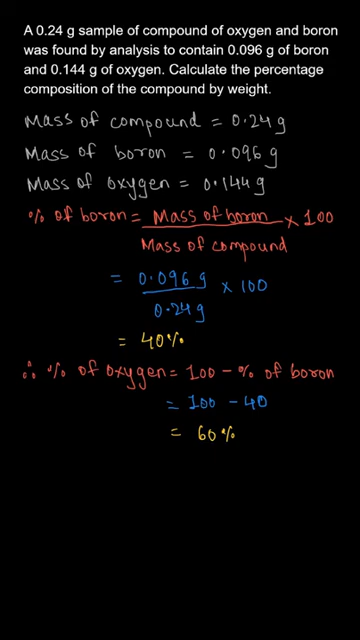 A 0.24 g sample of compound of oxygen and boron
was found by analysis to contain 0.096 g of boron
and 0.144 g of oxygen. Calculate the percentage
composition of the compound by weight.
Mass of compound = 0.24 g
Mass of boron = 0.096 g
Mass of oxygen = 0.144 g
% of boron = Mass of boron × 100
Mass of compound
= 0.096 g × 100
0.24 g
= 40%
∴ % of oxygen = 100 - % of boron
= 100 - 40
= 60%